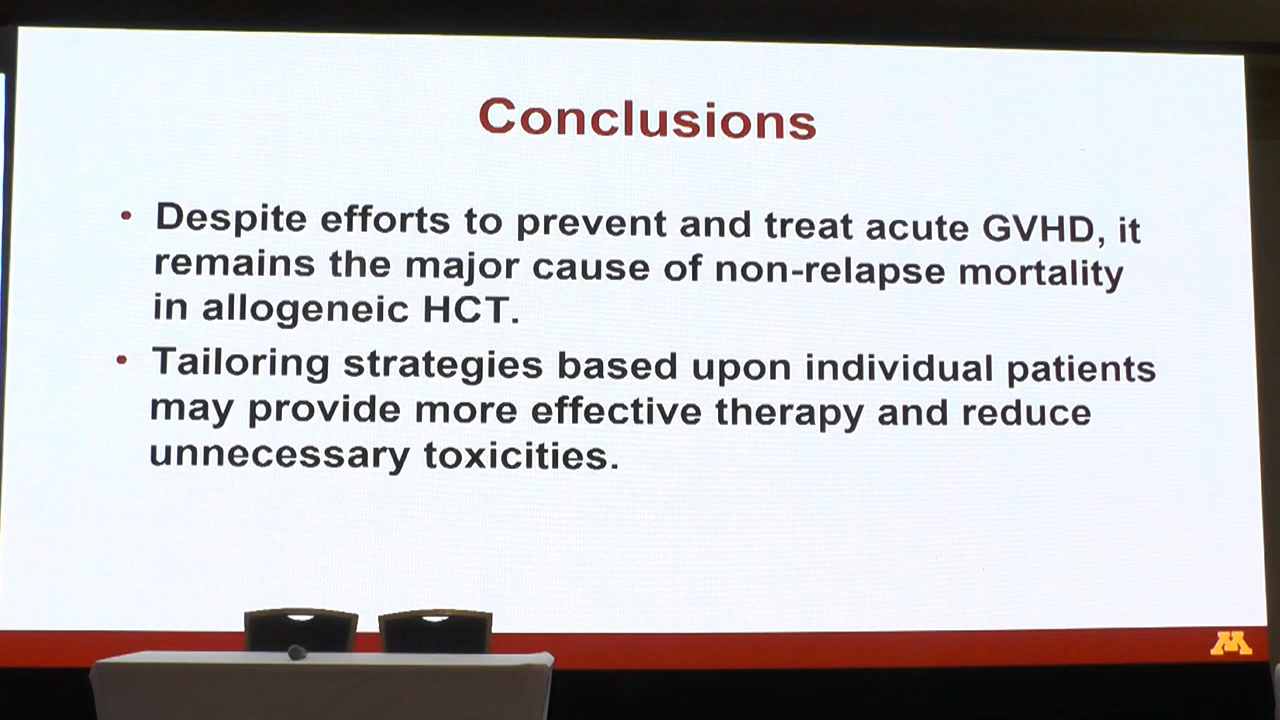 Conclusions
• Despite efforts to prevent and treat acute GVHD, it
remains the major cause of non-relapse mortality
in allogeneic HCT.
• Tailoring strategies based upon individual patients
may provide more effective therapy and reduce
unnecessary toxicities.
M